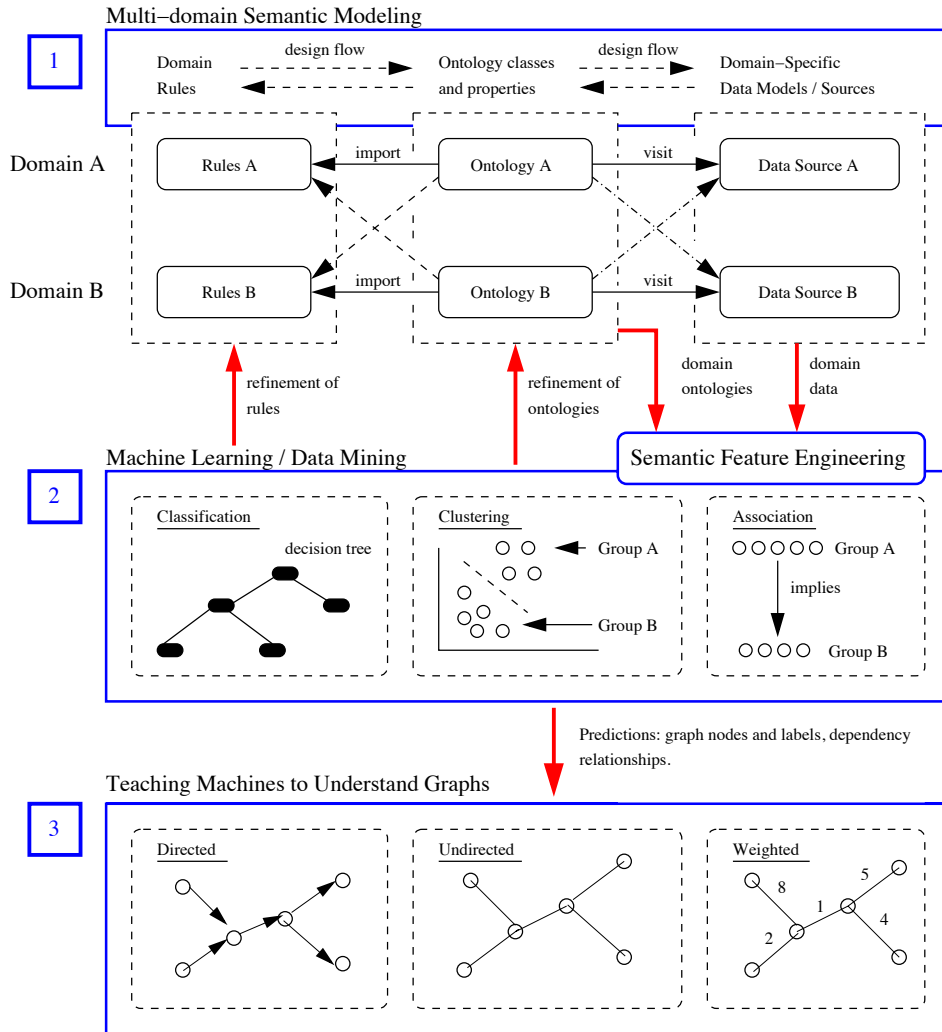 Multi−domain Semantic Modeling
1
Domain
Rules
design flow
Ontology classes
and properties
design flow
Domain−Specific
Data Models / Sources
Domain A
Rules A
import
Ontology A
visit
Data Source A
Domain B
Rules B
import
Ontology B
visit
Data Source B
refinement of
rules
refinement of
ontologies
domain
ontologies
domain
data
Machine Learning / Data Mining
Semantic Feature Engineering
2
Classification
decision tree
Clustering
Group A
Group B
Association
Group A
implies
Group B
Predictions: graph nodes and labels, dependency
relationships.
Teaching Machines to Understand Graphs
3
Directed
Undirected
Weighted
8
5
1
2
4